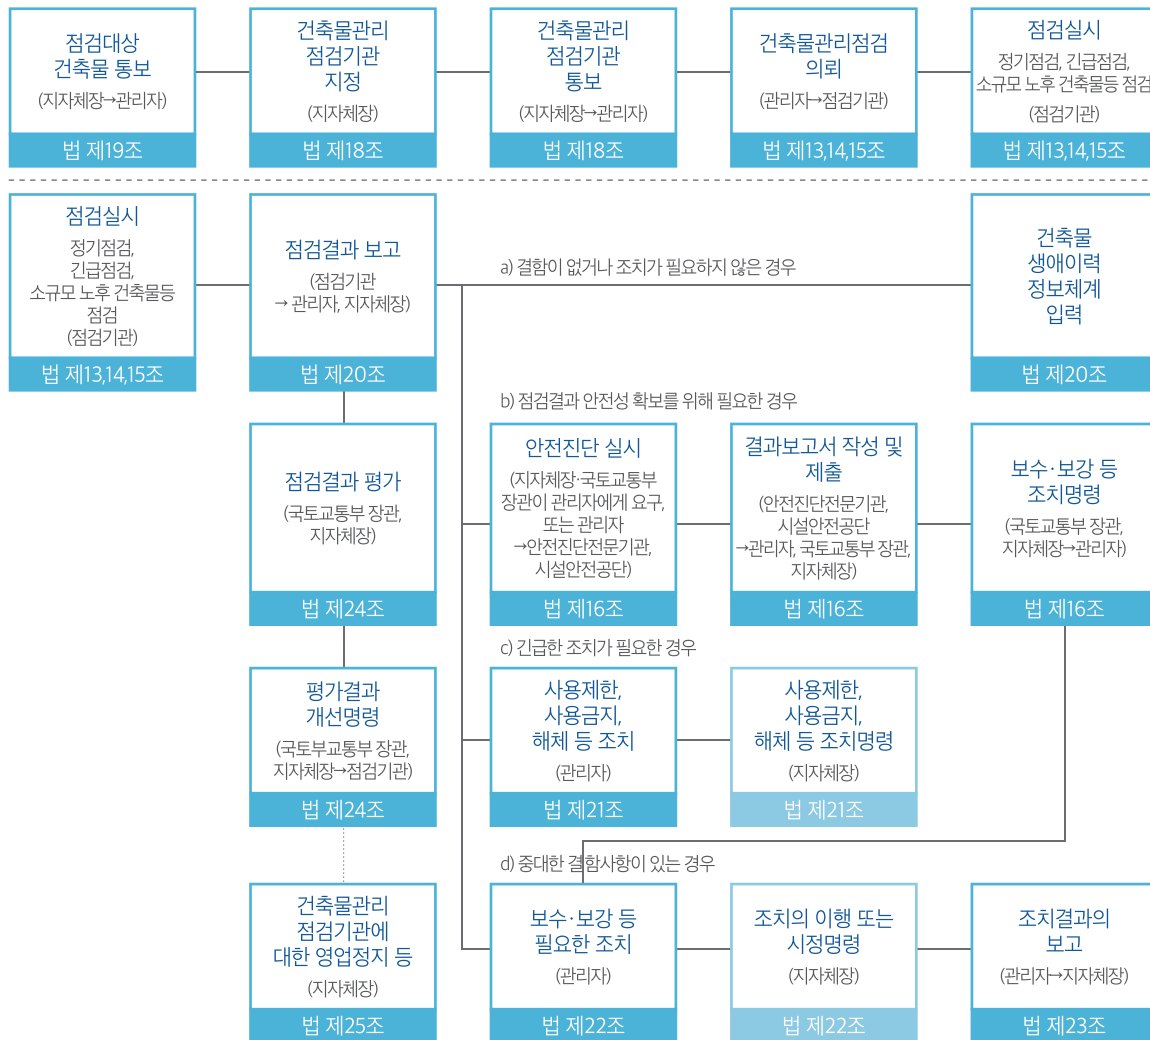 점검대상
건축물 통보
(지자체장→관리자)
법 제19조
건축물관리
점검기관
지정
(지자체장)
법 제18조
건축물관리
점검기관
통보
(지자체장→관리자)
법 제18조
건축물관리점검
의뢰
(관리자→점검기관)
법 제13,14,15조
점검실시
정기점검, 긴급점검,
소규모 노후 건축물등 점검
(점검기관)
법 제13,14,15조
점검실시
정기점검,
긴급점검,
소규모 노후 건축물등
점검
(점검기관)
법 제13,14,15조
점검결과 보고
(점검기관
→ 관리자, 지자체장)
법 제20조
a) 결함이 없거나 조치가 필요하지 않은 경우
건축물
생애이력
정보체계
입력
법 제20조
점검결과 평가
(국토교통부 장관,
지자체장)
법 제24조
b) 점검결과 안전성 확보를 위해 필요한 경우
안전진단 실시
(지자체장·국토교통부
장관이 관리자에게 요구,
또는 관리자
→안전진단전문기관,
시설안전공단)
법 제16조
결과보고서 작성 및
제출
(안전진단전문기관,
시설안전공단
→관리자, 국토교통부 장관,
지자체장)
법 제16조
보수·보강 등
조치명령
(국토교통부 장관,
지자체장→관리자)
법 제16조
평가결과
개선명령
(국토부교통부 장관,
지자체장→점검기관)
법 제24조
c) 긴급한 조치가 필요한 경우
사용제한,
사용금지,
해체 등 조치
(관리자)
법 제21조
사용제한,
사용금지,
해체 등 조치명령
(지자체장)
법 제21조
건축물관리
점검기관에
대한 영업정지 등
(지자체장)
법 제25조
d) 중대한 결함사항이 있는 경우
보수·보강 등
필요한 조치
(관리자)
법 제22조
조치의 이행 또는
시정명령
(지자체장)
법 제22조
조치결과의
보고
(관리자→지자체장)
법 제23조